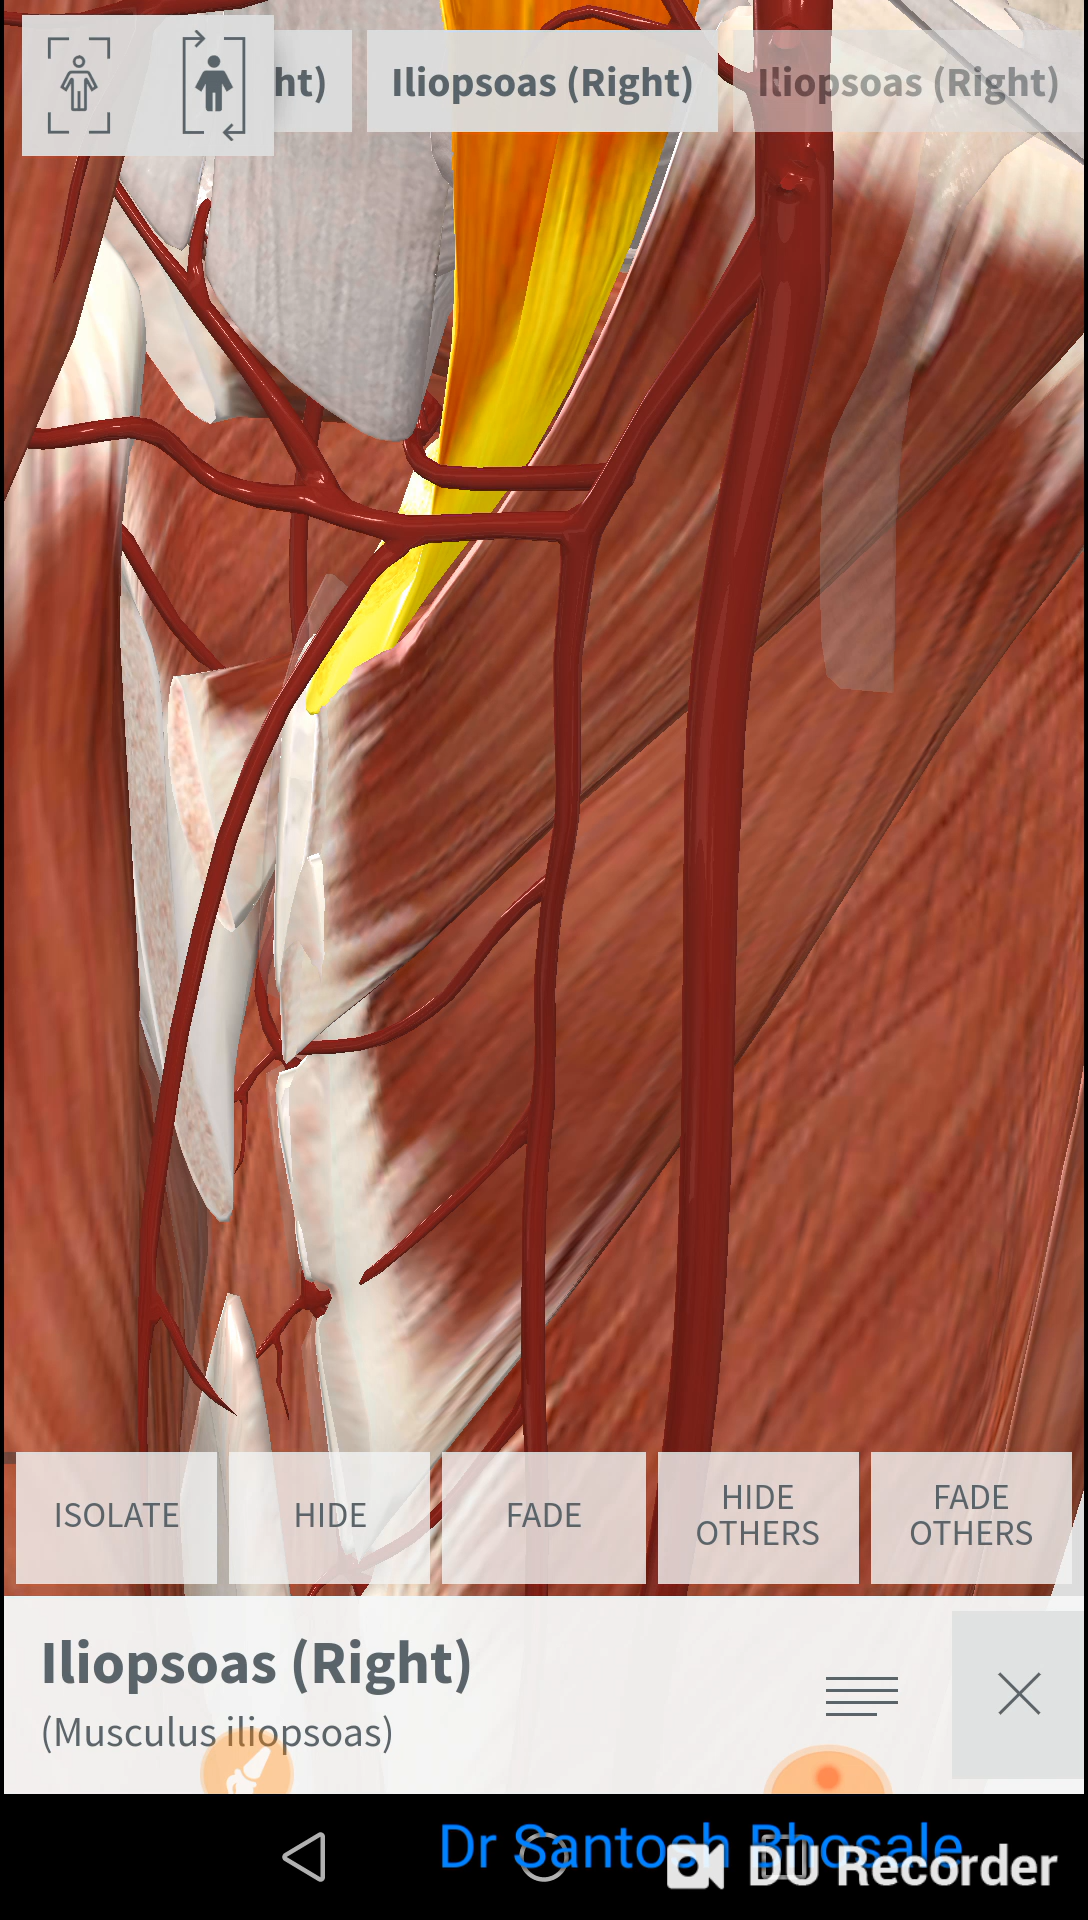 ht)
Iliopsoas (Right)
Iliopsoas (Right)
ISOLATE
HIDE
FADE
HIDE OTHERS
FADE OTHERS
Iliopsoas (Right)
(Musculus iliopsoas)
Dr Santosh Bhosale
DU Recorder